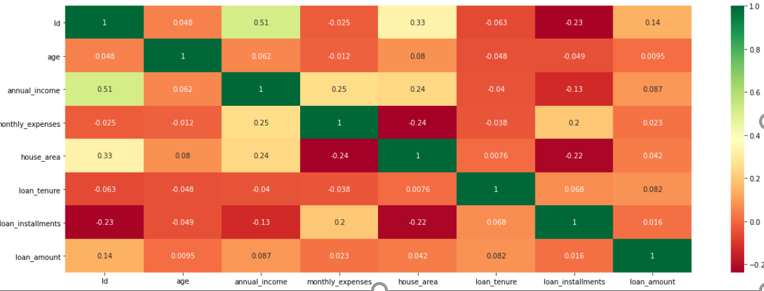 Id 1 0.048 0.51 -0.025 0.33 -0.063 -0.23 0.14
age 0.048 1 0.062 -0.012 0.08 -0.048 -0.049 0.0095
annual_income 0.51 0.062 1 0.25 0.24 -0.04 -0.13 0.087
onthly_expenses -0.025 -0.012 0.25 1 -0.24 -0.038 0.2 0.023
house_area 0.33 0.08 0.24 -0.24 1 0.0076 -0.22 0.042
loan_tenure -0.063 -0.048 -0.04 -0.038 0.0076 1 0.068 0.082
loan_installments -0.23 -0.049 -0.13 0.2 -0.22 0.068 1 0.016
loan_amount 0.14 0.0095 0.087 0.023 0.042 0.082 0.016 1
Id age annual_income monthly_expenses house_area loan_tenure loan_installments loan_amount
1.0
0.8
0.6
0.4
0.2
0.0
-0.2